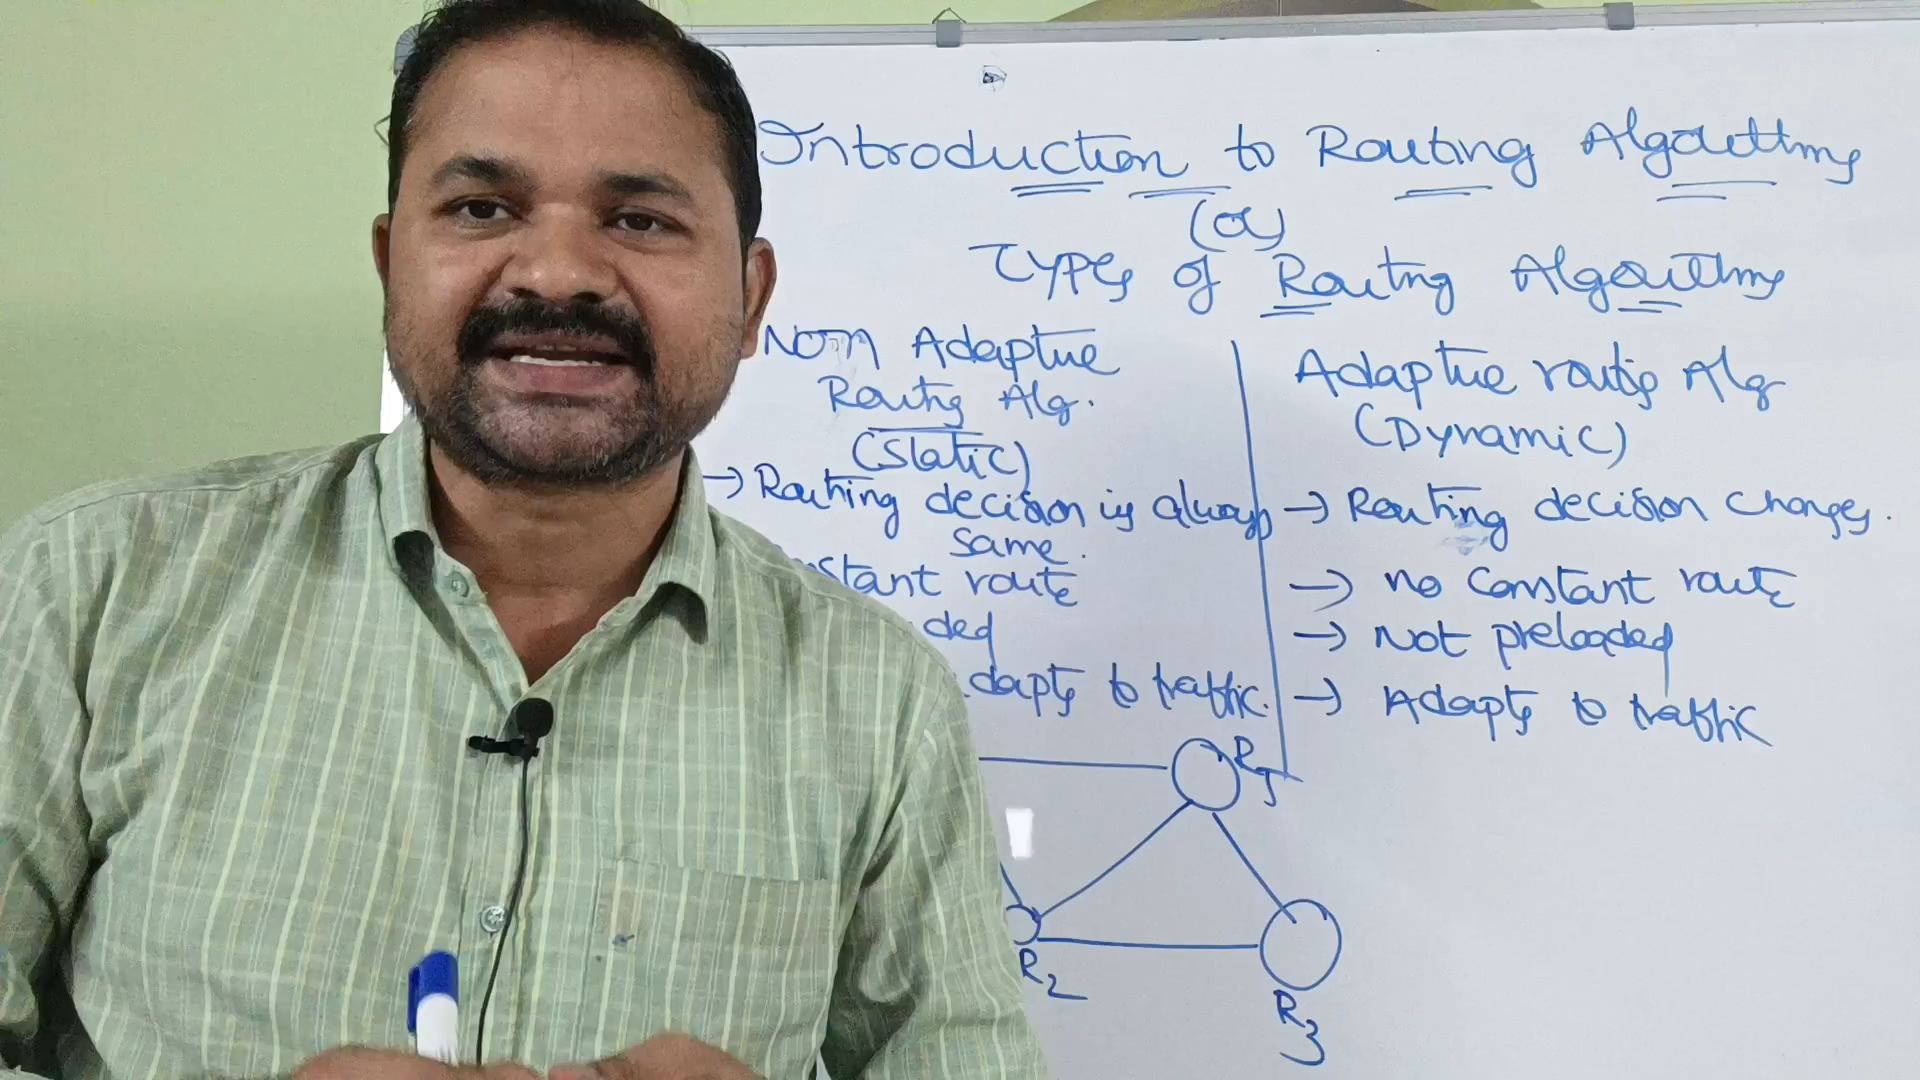 Introduction to Routing Algorithms
(or)
Types of Routing Algorithms
Non Adaptive
Routing Alg.
(Static)
→ Routing decision is always
same.
stant route
ded
dapts to traffic.
Adaptive routing Alg
(Dynamic)
→ Routing decision changes.
→ no constant route
→ Not preloaded
→ Adapts to traffic
R5
R2
R3